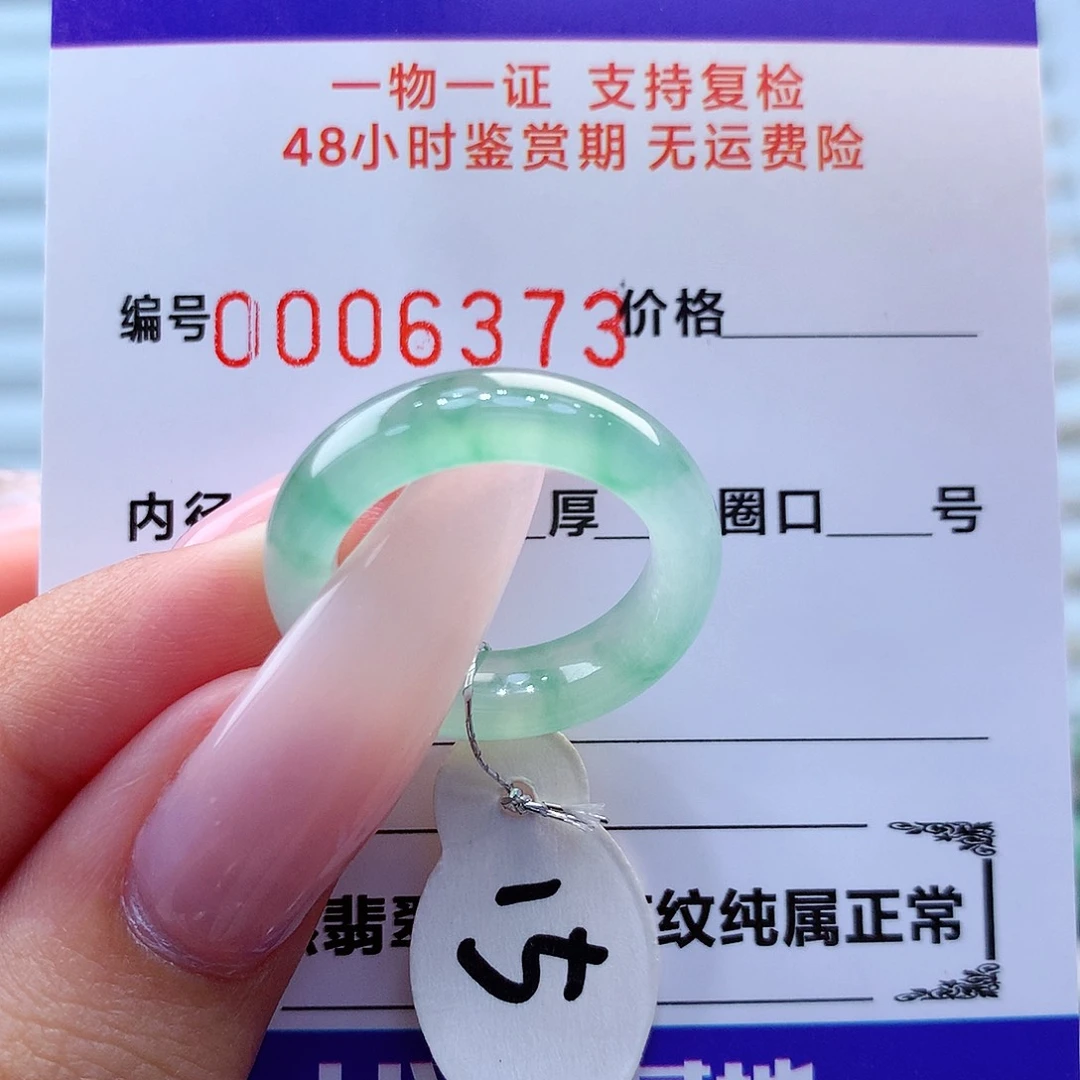 一物一证 支持复检
48小时鉴赏期 无运费险
编号0006373价格
内径 厚 圈口 号
翡 纹纯属正常
15